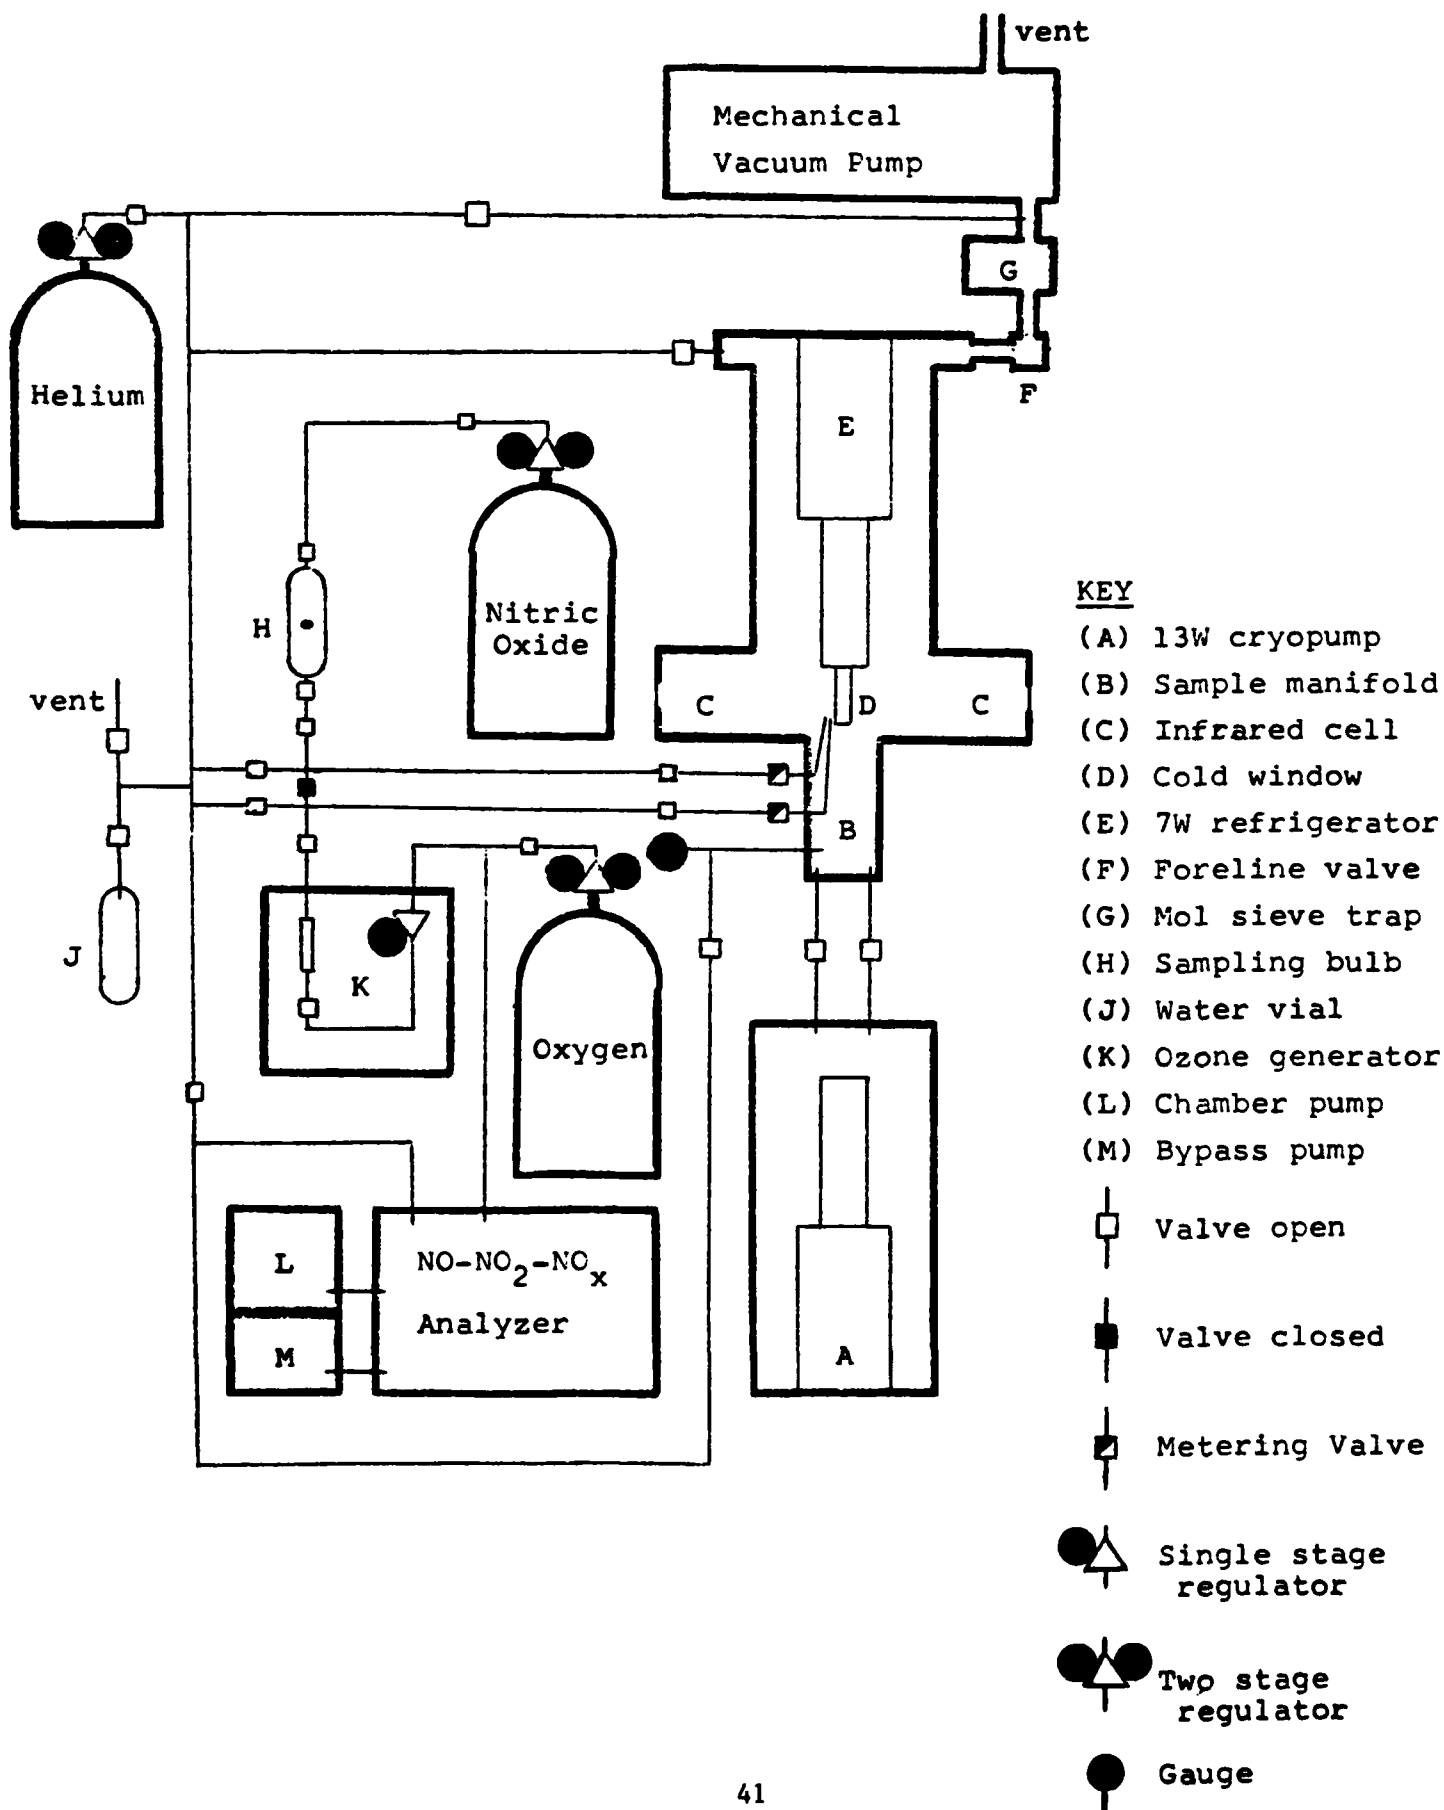 vent
Mechanical
Vacuum Pump
G
Helium
E
F
Nitric
Oxide
H
vent
C
D
C
B
J
K
Oxygen
L
NO-NO2-NOx
Analyzer
M
A
KEY
(A) 13W cryopump
(B) Sample manifold
(C) Infrared cell
(D) Cold window
(E) 7W refrigerator
(F) Foreline valve
(G) Mol sieve trap
(H) Sampling bulb
(J) Water vial
(K) Ozone generator
(L) Chamber pump
(M) Bypass pump
Valve open
Valve closed
Metering Valve
Single stage
regulator
Two stage
regulator
Gauge
41